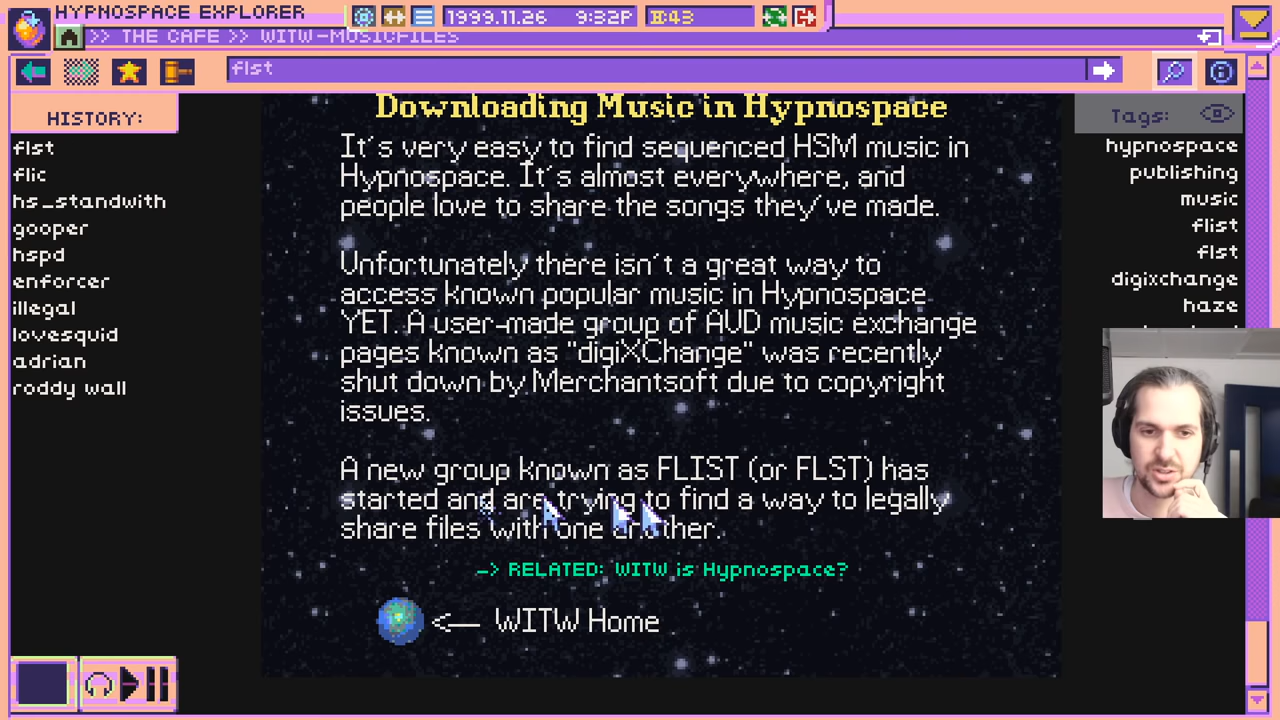 HYPNOSPACE EXPLORER
1999.11.26 9:32P
43
>> THE CAFE >> WITW-MUSICFILES
flst
HISTORY:
flst
flic
hs_standwith
gooper
hspd
enforcer
illegal
lovesquid
adrian
roddy wall
Downloading Music in Hypnospace
It's very easy to find sequenced HSM music in
Hypnospace. It's almost everywhere, and
people love to share the songs they've made.
Unfortunately there isn't a great way to
access known popular music in Hypnospace
YET. A user-made group of AUD music exchange
pages known as "digiXChange" was recently
shut down by Merchantsoft due to copyright
issues.
A new group known as FLIST (or FLST) has
started and are trying to find a way to legally
share files with one another.
-> RELATED: WITW is Hypnospace?
<— WITW Home
Tags:
hypnospace
publishing
music
flist
flst
digixchange
haze